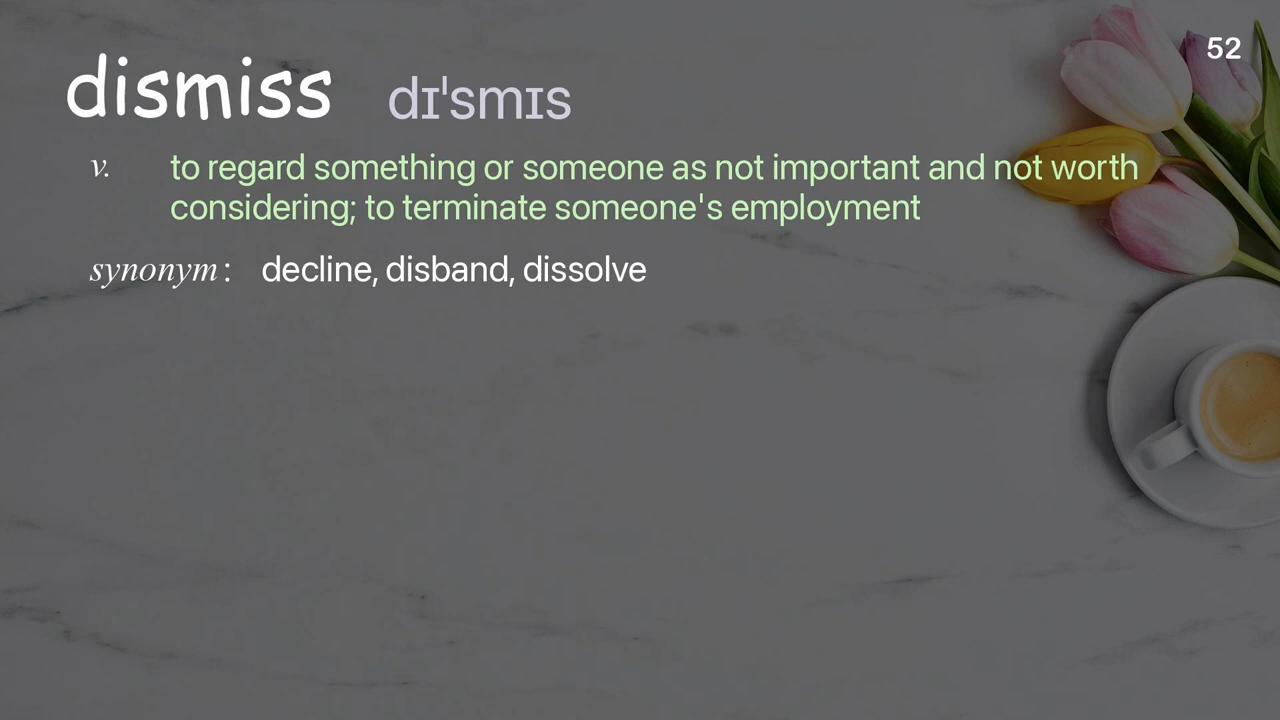 52
dismiss dɪˈsmɪs
v. to regard something or someone as not important and not worth
considering; to terminate someone's employment
synonym: decline, disband, dissolve